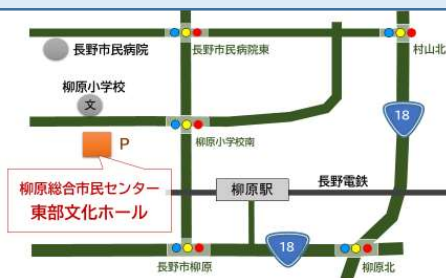 長野市民病院
長野市民病院東
村山北
柳原小学校
文
18
P
柳原小学校南
柳原総合市民センター
東部文化ホール
柳原駅
長野電鉄
18
長野市柳原
柳原北